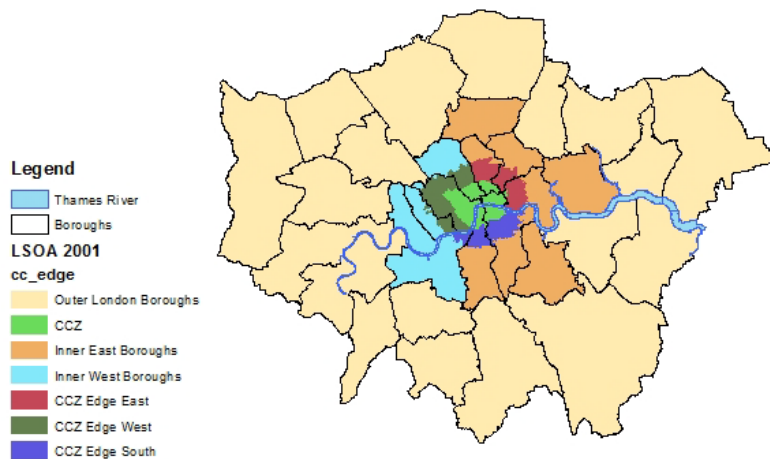 Legend
Thames River
Boroughs
LSOA 2001
cc_edge
Outer London Boroughs
CCZ
Inner East Boroughs
Inner West Boroughs
CCZ Edge East
CCZ Edge West
CCZ Edge South